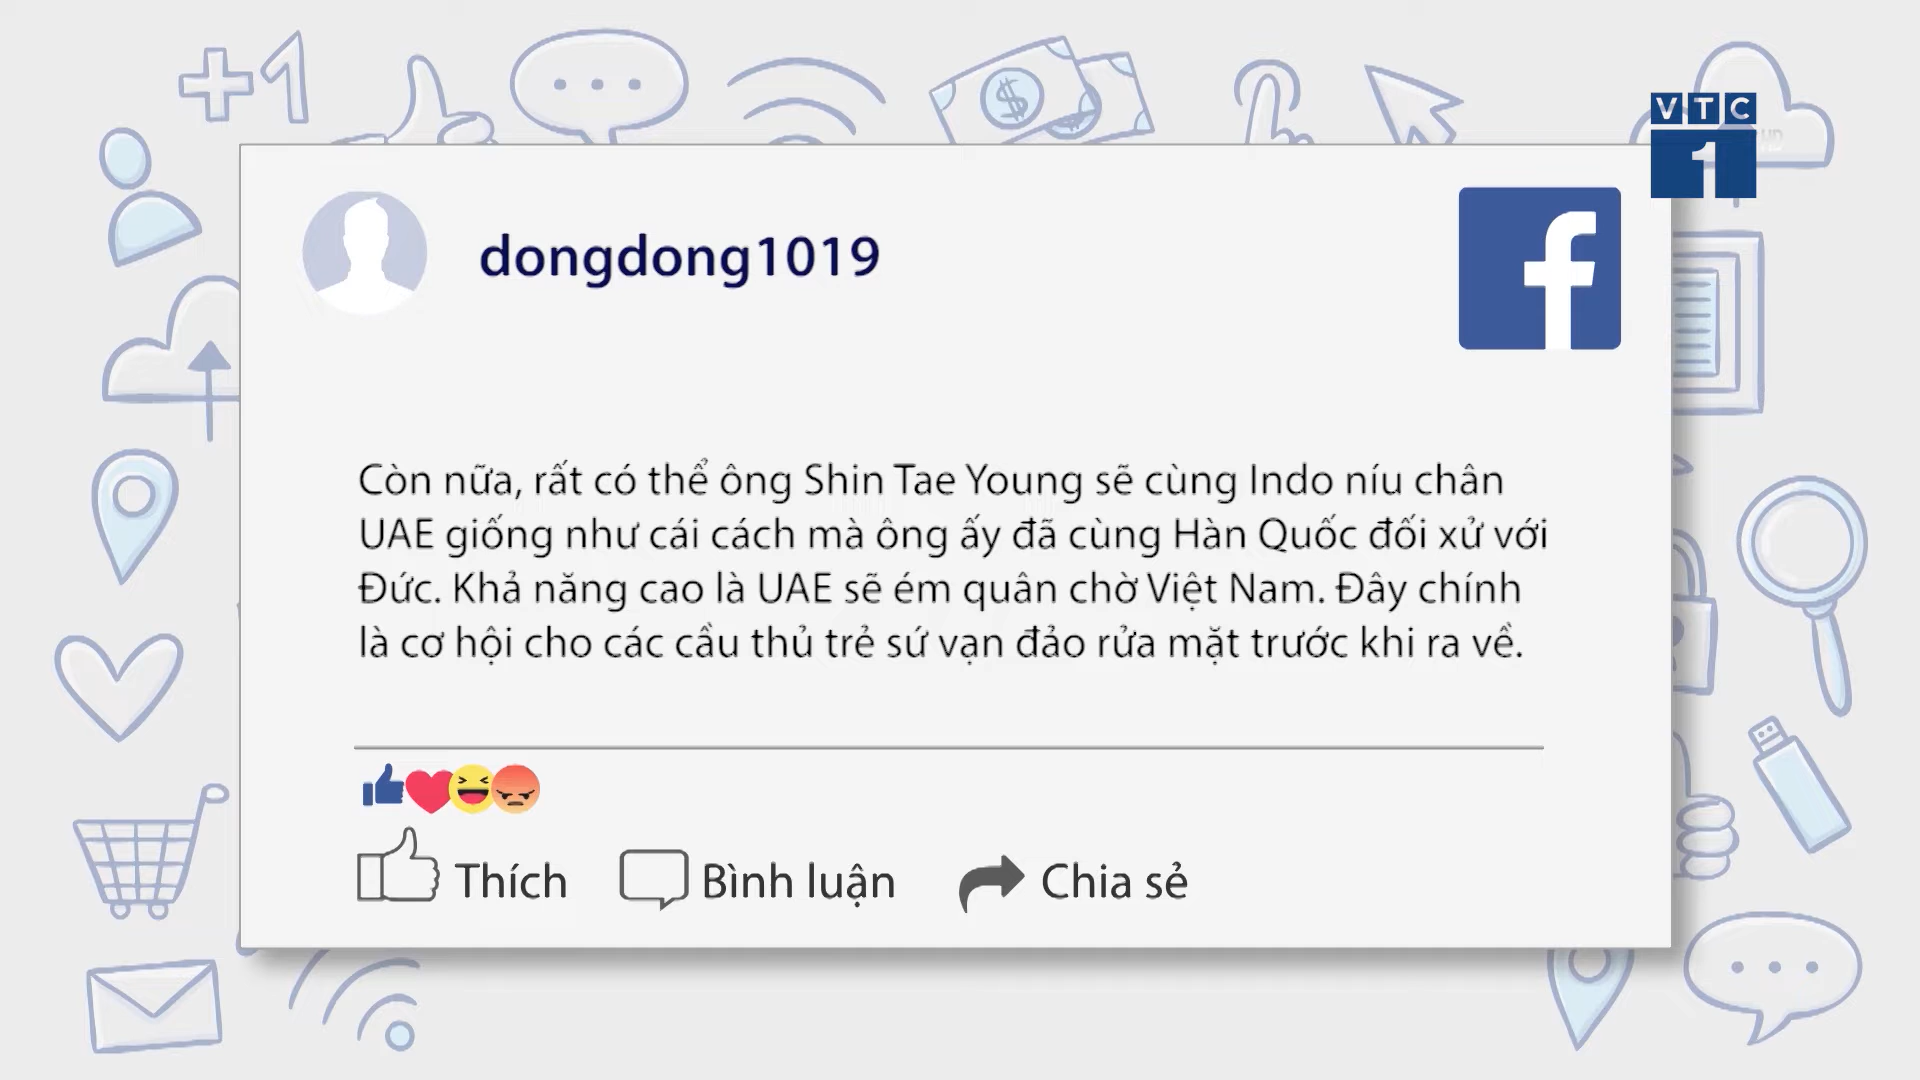 +1
VTC
HD
1
dongdong1019
f
Còn nữa, rất có thể ông Shin Tae Young sẽ cùng Indo níu chân
UAE giống như cái cách mà ông ấy đã cùng Hàn Quốc đối xử với
Đức. Khả năng cao là UAE sẽ ém quân chờ Việt Nam. Đây chính
là cơ hội cho các cầu thủ trẻ sứ vạn đảo rửa mặt trước khi ra về.
Thích Bình luận Chia sẻ